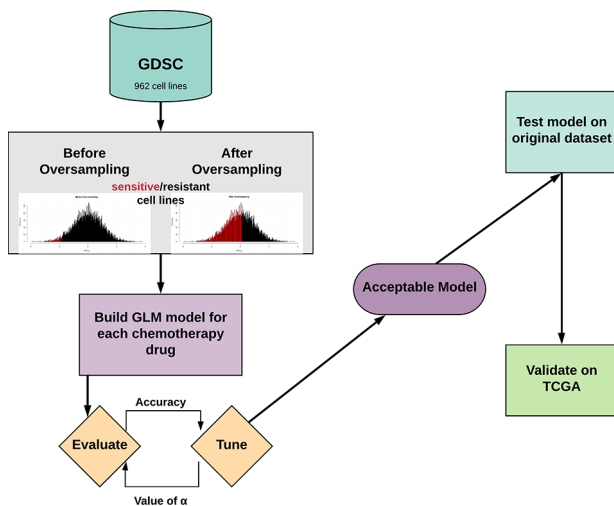 GDSC
962 cell lines
Before
Oversampling
After
Oversampling
sensitive/resistant
cell lines
Build GLM model for
each chemotherapy
drug
Accuracy
Evaluate
Tune
Value of α
Acceptable Model
Test model on
original dataset
Validate on
TCGA